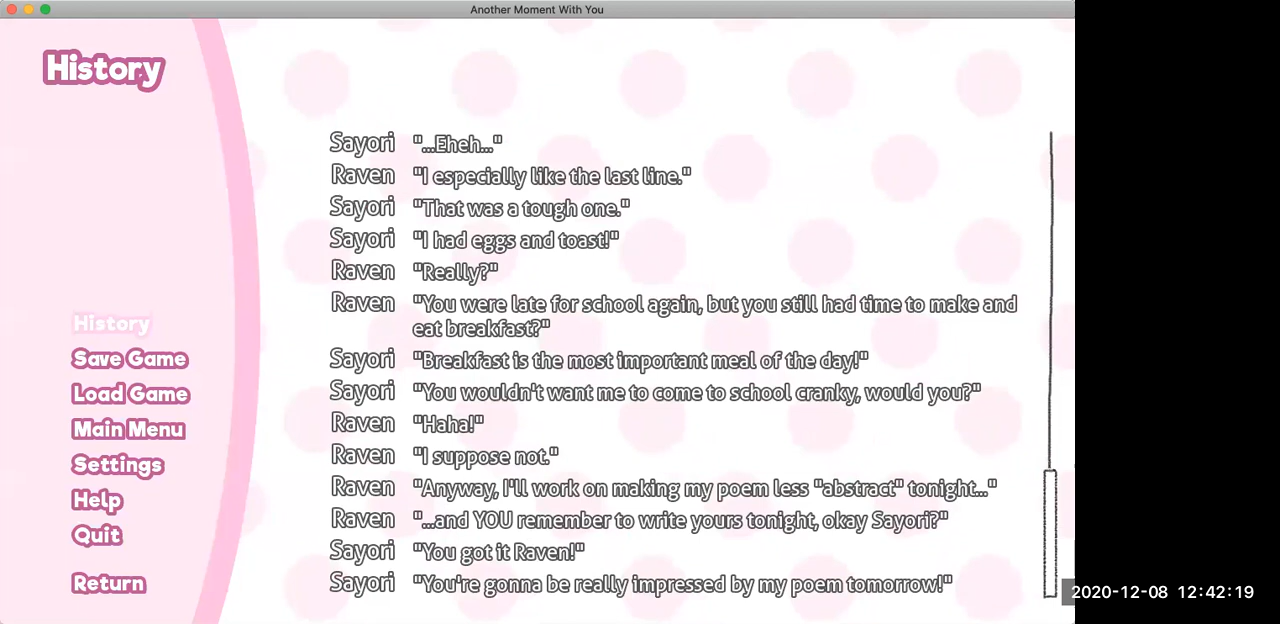 Another Moment With You
History
Sayori "...Eheh..."
Raven "I especially like the last line."
Sayori "That was a tough one."
Sayori "I had eggs and toast!"
Raven "Really?"
Raven "You were late for school again, but you still had time to make and
eat breakfast?"
Sayori "Breakfast is the most important meal of the day!"
Sayori "You wouldn't want me to come to school cranky, would you?"
Raven "Haha!"
Raven "I suppose not."
Raven "Anyway, I'll work on making my poem less "abstract" tonight..."
Raven "...and YOU remember to write yours tonight, okay Sayori?"
Sayori "You got it Raven!"
Sayori "You're gonna be really impressed by my poem tomorrow!"
History
Save Game
Load Game
Main Menu
Settings
Help
Quit
Return
2020-12-08 12:42:19